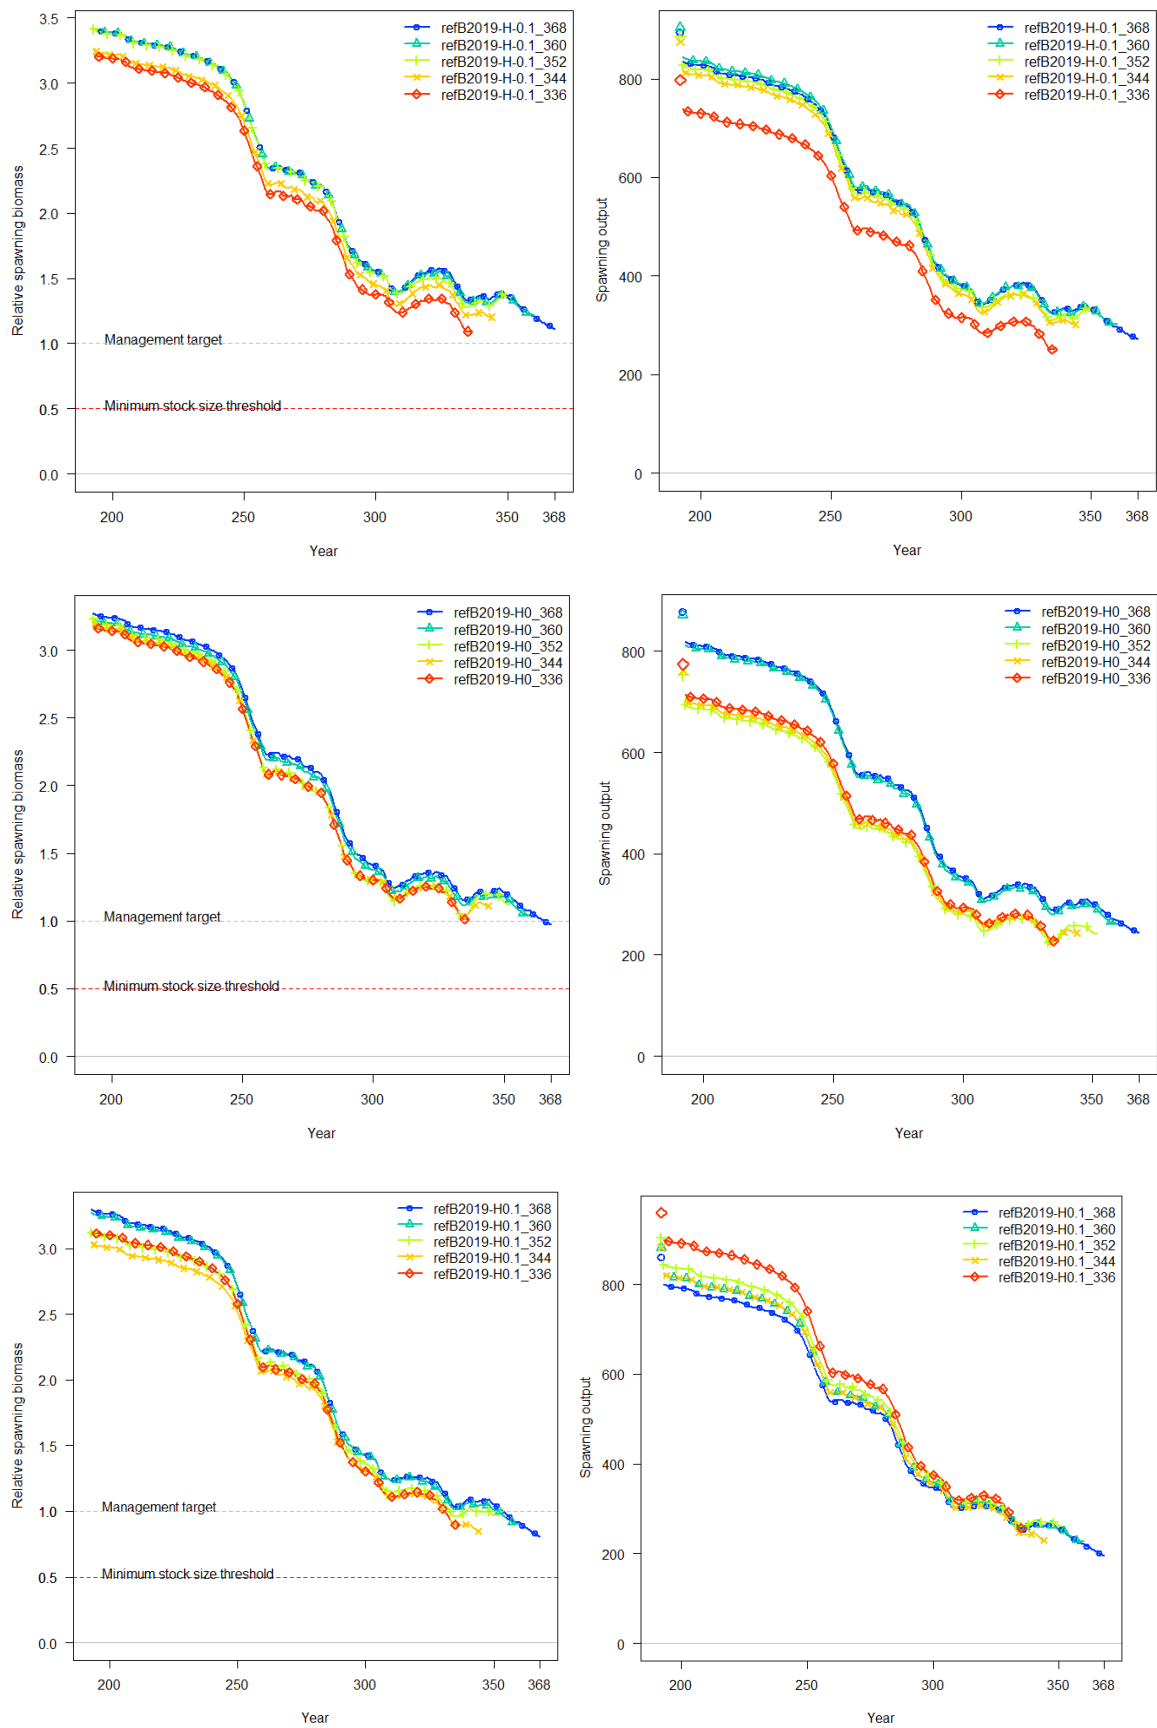 refB2019-H-0.1_368
refB2019-H-0.1_360
refB2019-H-0.1_352
refB2019-H-0.1_344
refB2019-H-0.1_336
Relative spawning biomass
3.5
3.0
2.5
2.0
1.5
1.0
0.5
0.0
Management target
Minimum stock size threshold
200 250 300 350 368
Year
refB2019-H-0.1_368
refB2019-H-0.1_360
refB2019-H-0.1_352
refB2019-H-0.1_344
refB2019-H-0.1_336
Spawning output
800
600
400
200
0
200 250 300 350 368
Year
refB2019-H0_368
refB2019-H0_360
refB2019-H0_352
refB2019-H0_344
refB2019-H0_336
Relative spawning biomass
3.0
2.5
2.0
1.5
1.0
0.5
0.0
Management target
Minimum stock size threshold
200 250 300 350 368
Year
refB2019-H0_368
refB2019-H0_360
refB2019-H0_352
refB2019-H0_344
refB2019-H0_336
Spawning output
800
600
400
200
0
200 250 300 350 368
Year
refB2019-H0.1_368
refB2019-H0.1_360
refB2019-H0.1_352
refB2019-H0.1_344
refB2019-H0.1_336
Relative spawning biomass
3.0
2.5
2.0
1.5
1.0
0.5
0.0
Management target
Minimum stock size threshold
200 250 300 350 368
Year
refB2019-H0.1_368
refB2019-H0.1_360
refB2019-H0.1_352
refB2019-H0.1_344
refB2019-H0.1_336
Spawning output
800
600
400
200
0
200 250 300 350 368
Year